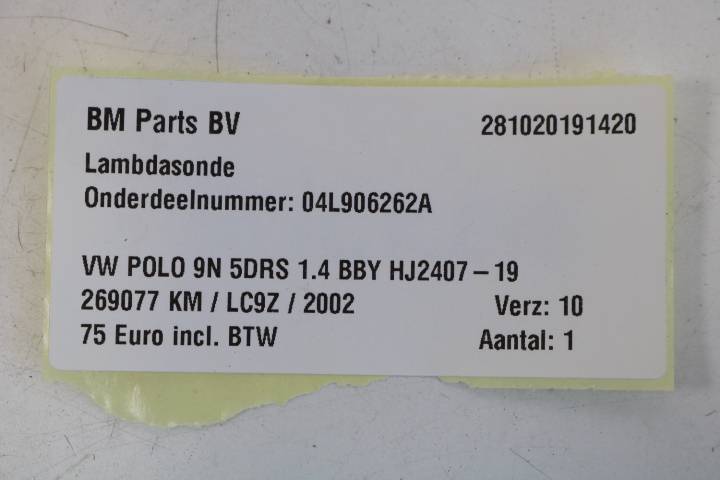 BM Parts BV 281020191420
Lambdasonde
Onderdeelnummer: 04L906262A
VW POLO 9N 5DRS 1.4 BBY HJ2407-19
269077 KM / LC9Z / 2002 Verz: 10
75 Euro incl. BTW Aantal: 1